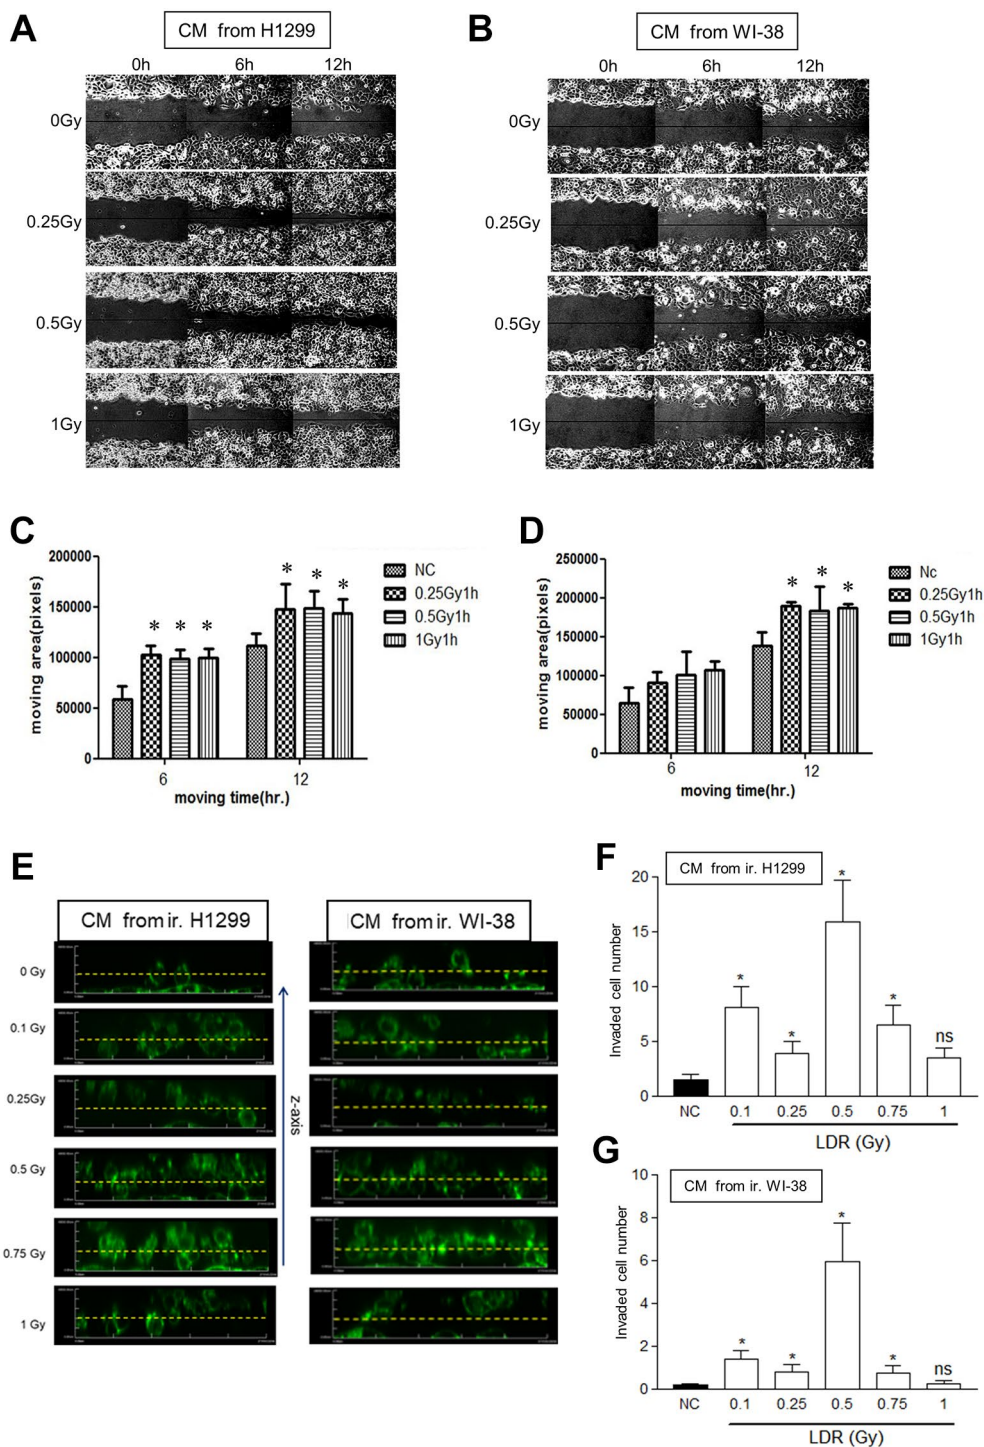 A
CM from H1299
0h 6h 12h
0Gy
0.25Gy
0.5Gy
1Gy
B
CM from WI-38
0h 6h 12h
0Gy
0.25Gy
0.5Gy
1Gy
C
200000
150000
100000
50000
0
moving area(pixels)
* * * * * *
6 12
moving time(hr.)
NC
0.25Gy1h
0.5Gy1h
1Gy1h
D
250000
200000
150000
100000
50000
0
moving area(pixels)
* * *
6 12
moving time(hr.)
Nc
0.25Gy1h
0.5Gy1h
1Gy1h
E
CM from ir. H1299
CM from ir. WI-38
0 Gy
0.1 Gy
0.25Gy
0.5 Gy
0.75 Gy
1 Gy
z-axis
F
CM from ir. H1299
20
15
10
5
0
Invaded cell number
* * * * ns
NC 0.1 0.25 0.5 0.75 1
LDR (Gy)
G
CM from ir. WI-38
10
8
6
4
2
0
Invaded cell number
* * * * ns
NC 0.1 0.25 0.5 0.75 1
LDR (Gy)